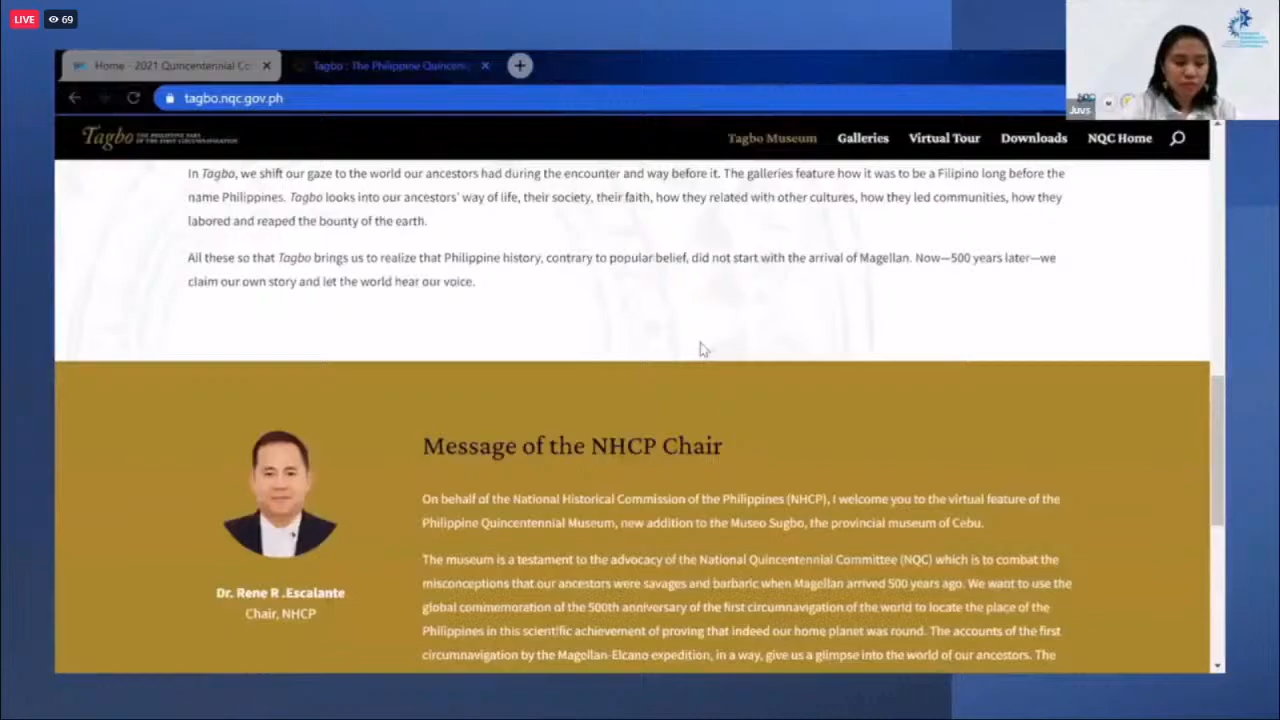 LIVE 69
Home - 2021 Quincentennial Co
Tagbo : The Philippine Quincen
tagbo.nqc.gov.ph
Juvs
Tagbo THE PHILIPPINE PART
OF THE FIRST CIRCUMNAVIGATION
Tagbo Museum Galleries Virtual Tour Downloads NQC Home
In Tagbo, we shift our gaze to the world our ancestors had during the encounter and way before it. The galleries feature how it was to be a Filipino long before the
name Philippines. Tagbo looks into our ancestors' way of life, their society, their faith, how they related with other cultures, how they led communities, how they
labored and reaped the bounty of the earth.
All these so that Tagbo brings us to realize that Philippine history, contrary to popular belief, did not start with the arrival of Magellan. Now—500 years later—we
claim our own story and let the world hear our voice.
Message of the NHCP Chair
On behalf of the National Historical Commission of the Philippines (NHCP), I welcome you to the virtual feature of the
Philippine Quincentennial Museum, new addition to the Museo Sugbo, the provincial museum of Cebu.
The museum is a testament to the advocacy of the National Quincentennial Committee (NQC) which is to combat the
misconceptions that our ancestors were savages and barbaric when Magellan arrived 500 years ago. We want to use the
global commemoration of the 500th anniversary of the first circumnavigation of the world to locate the place of the
Philippines in this scientific achievement of proving that indeed our home planet was round. The accounts of the first
circumnavigation by the Magellan-Elcano expedition, in a way, give us a glimpse into the world of our ancestors. The
Dr. Rene R .Escalante
Chair, NHCP